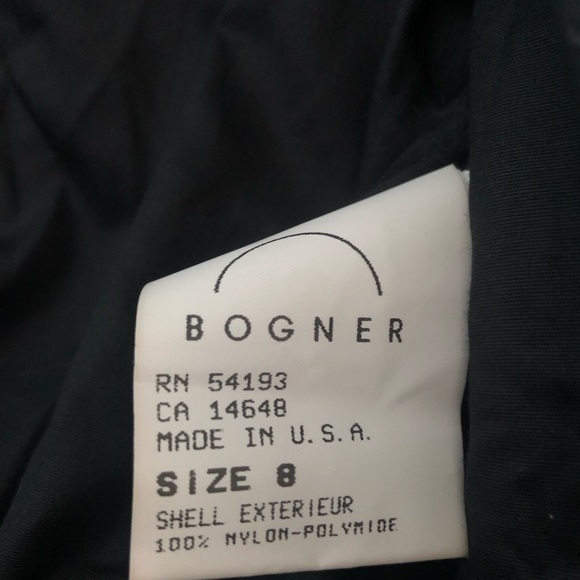 BOGNER
RN 54193
CA 14648
MADE IN U.S.A.
SIZE 8
SHELL EXTERIEUR
100% NYLON-POLYMIDE